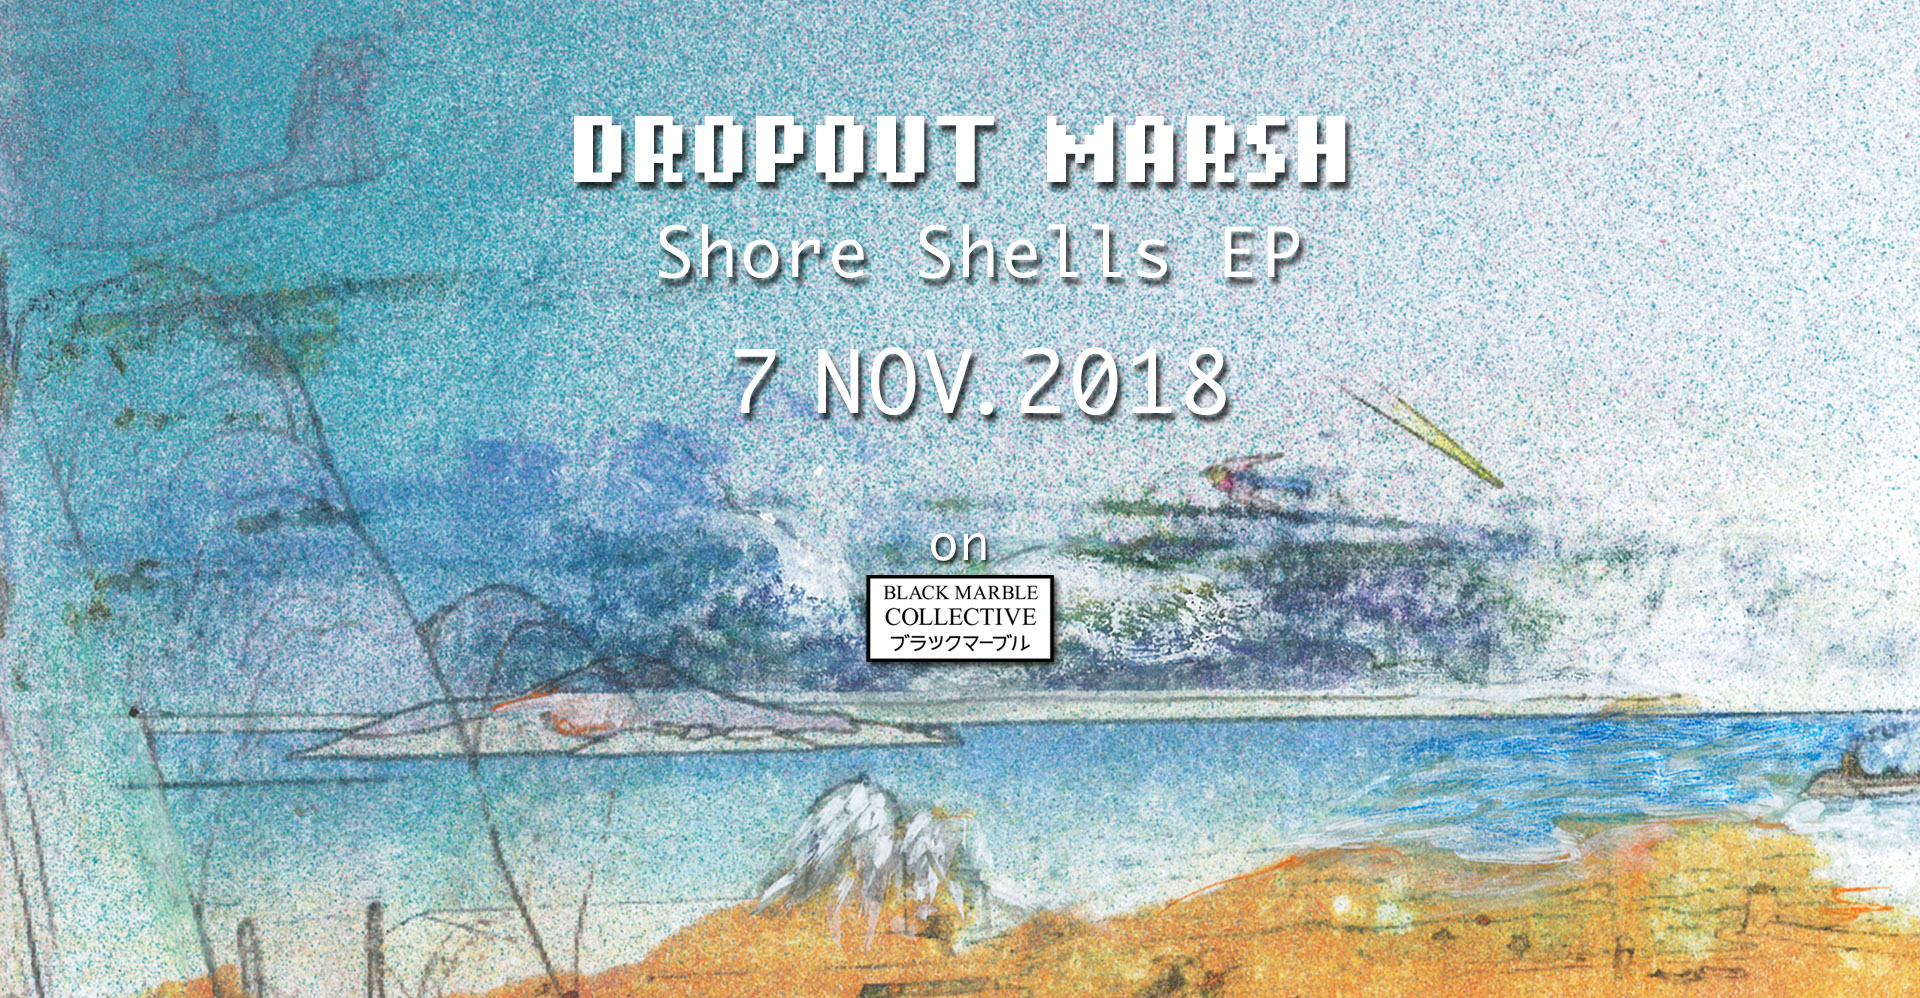 DROPOUT MARSH
Shore Shells EP
7 NOV.2018
on
BLACK MARBLE
COLLECTIVE
ブラックマーブル